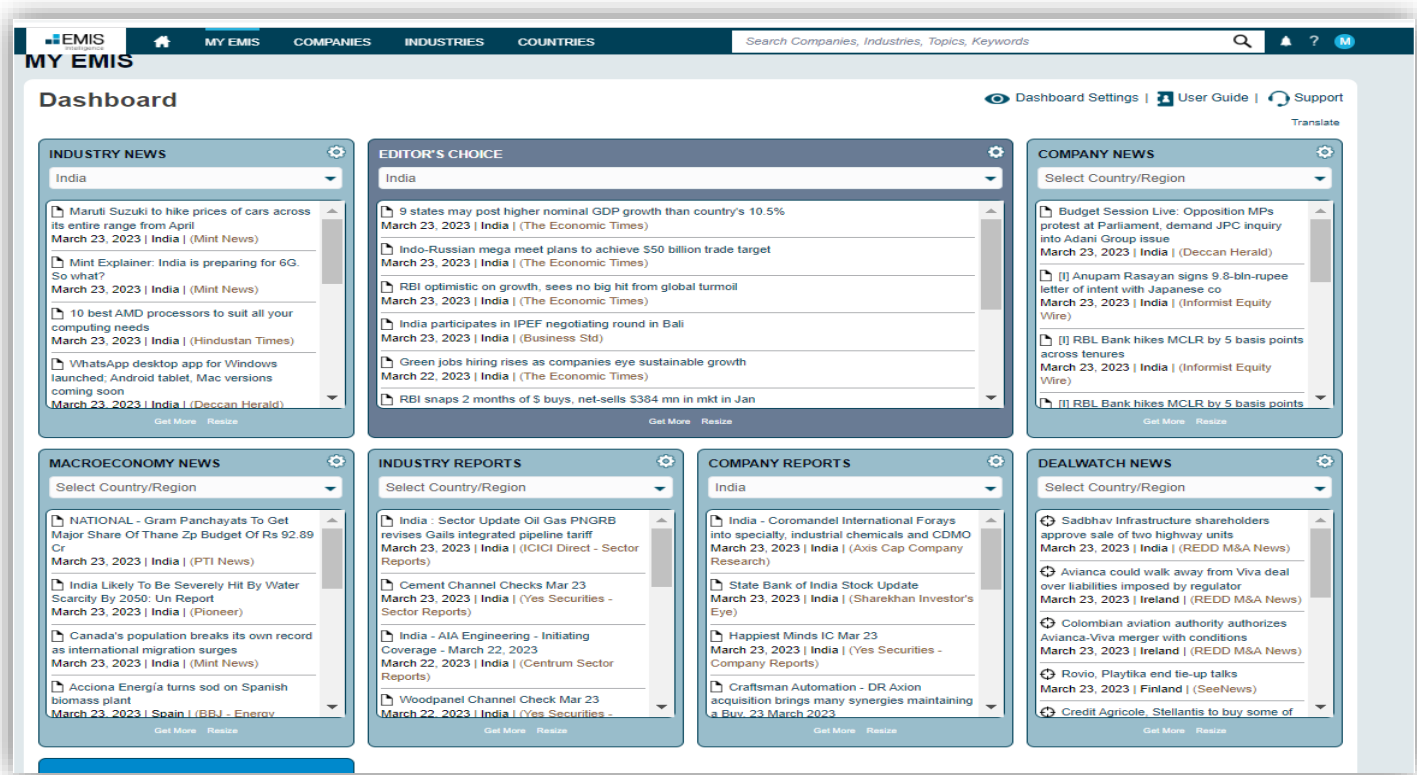 EMIS
Intelligence
MY EMIS
COMPANIES
INDUSTRIES
COUNTRIES
Search Companies, Industries, Topics, Keywords
?
M
MY EMIS
Dashboard
Dashboard Settings |
User Guide |
Support
Translate
INDUSTRY NEWS
India
Maruti Suzuki to hike prices of cars across
its entire range from April
March 23, 2023 | India | (Mint News)
Mint Explainer: India is preparing for 6G.
So what?
March 23, 2023 | India | (Mint News)
10 best AMD processors to suit all your
computing needs
March 23, 2023 | India | (Hindustan Times)
WhatsApp desktop app for Windows
launched; Android tablet, Mac versions
coming soon
March 23, 2023 | India | (Deccan Herald)
Get More Resize
EDITOR'S CHOICE
India
9 states may post higher nominal GDP growth than country's 10.5%
March 23, 2023 | India | (The Economic Times)
Indo-Russian mega meet plans to achieve $50 billion trade target
March 23, 2023 | India | (The Economic Times)
RBI optimistic on growth, sees no big hit from global turmoil
March 23, 2023 | India | (The Economic Times)
India participates in IPEF negotiating round in Bali
March 23, 2023 | India | (Business Std)
Green jobs hiring rises as companies eye sustainable growth
March 22, 2023 | India | (The Economic Times)
RBI snaps 2 months of $ buys, net-sells $384 mn in mkt in Jan
Get More Resize
COMPANY NEWS
Select Country/Region
Budget Session Live: Opposition MPs
protest at Parliament, demand JPC inquiry
into Adani Group issue
March 23, 2023 | India | (Deccan Herald)
[I] Anupam Rasayan signs 9.8-bln-rupee
letter of intent with Japanese co
March 23, 2023 | India | (Informist Equity
Wire)
[I] RBL Bank hikes MCLR by 5 basis points
across tenures
March 23, 2023 | India | (Informist Equity
Wire)
[I] RBL Bank hikes MCLR by 5 basis points
Get More Resize
MACROECONOMY NEWS
Select Country/Region
NATIONAL - Gram Panchayats To Get
Major Share Of Thane Zp Budget Of Rs 92.89
Cr
March 23, 2023 | India | (PTI News)
India Likely To Be Severely Hit By Water
Scarcity By 2050: Un Report
March 23, 2023 | India | (Pioneer)
Canada's population breaks its own record
as international migration surges
March 23, 2023 | India | (Mint News)
Acciona Energía turns sod on Spanish
biomass plant
March 23, 2023 | Spain | (BBJ - Energy
Get More Resize
INDUSTRY REPORTS
Select Country/Region
India : Sector Update Oil Gas PNGRB
revises Gails integrated pipeline tariff
March 23, 2023 | India | (ICICI Direct - Sector
Reports)
Cement Channel Checks Mar 23
March 23, 2023 | India | (Yes Securities -
Sector Reports)
India - AIA Engineering - Initiating
Coverage - March 22, 2023
March 22, 2023 | India | (Centrum Sector
Reports)
Woodpanel Channel Check Mar 23
March 22, 2023 | India | (Yes Securities -
Get More Resize
COMPANY REPORTS
India
India - Coromandel International Forays
into specialty, industrial chemicals and CDMO
March 23, 2023 | India | (Axis Cap Company
Research)
State Bank of India Stock Update
March 23, 2023 | India | (Sharekhan Investor's
Eye)
Happiest Minds IC Mar 23
March 23, 2023 | India | (Yes Securities -
Company Reports)
Craftsman Automation - DR Axion
acquisition brings many synergies maintaining
a Buy, 23 March 2023
Get More Resize
DEALWATCH NEWS
Select Country/Region
Sadbhav Infrastructure shareholders
approve sale of two highway units
March 23, 2023 | India | (REDD M&A News)
Avianca could walk away from Viva deal
over liabilities imposed by regulator
March 23, 2023 | Ireland | (REDD M&A News)
Colombian aviation authority authorizes
Avianca-Viva merger with conditions
March 23, 2023 | Ireland | (REDD M&A News)
Rovio, Playtika end tie-up talks
March 23, 2023 | Finland | (SeeNews)
Credit Agricole, Stellantis to buy some of
Get More Resize